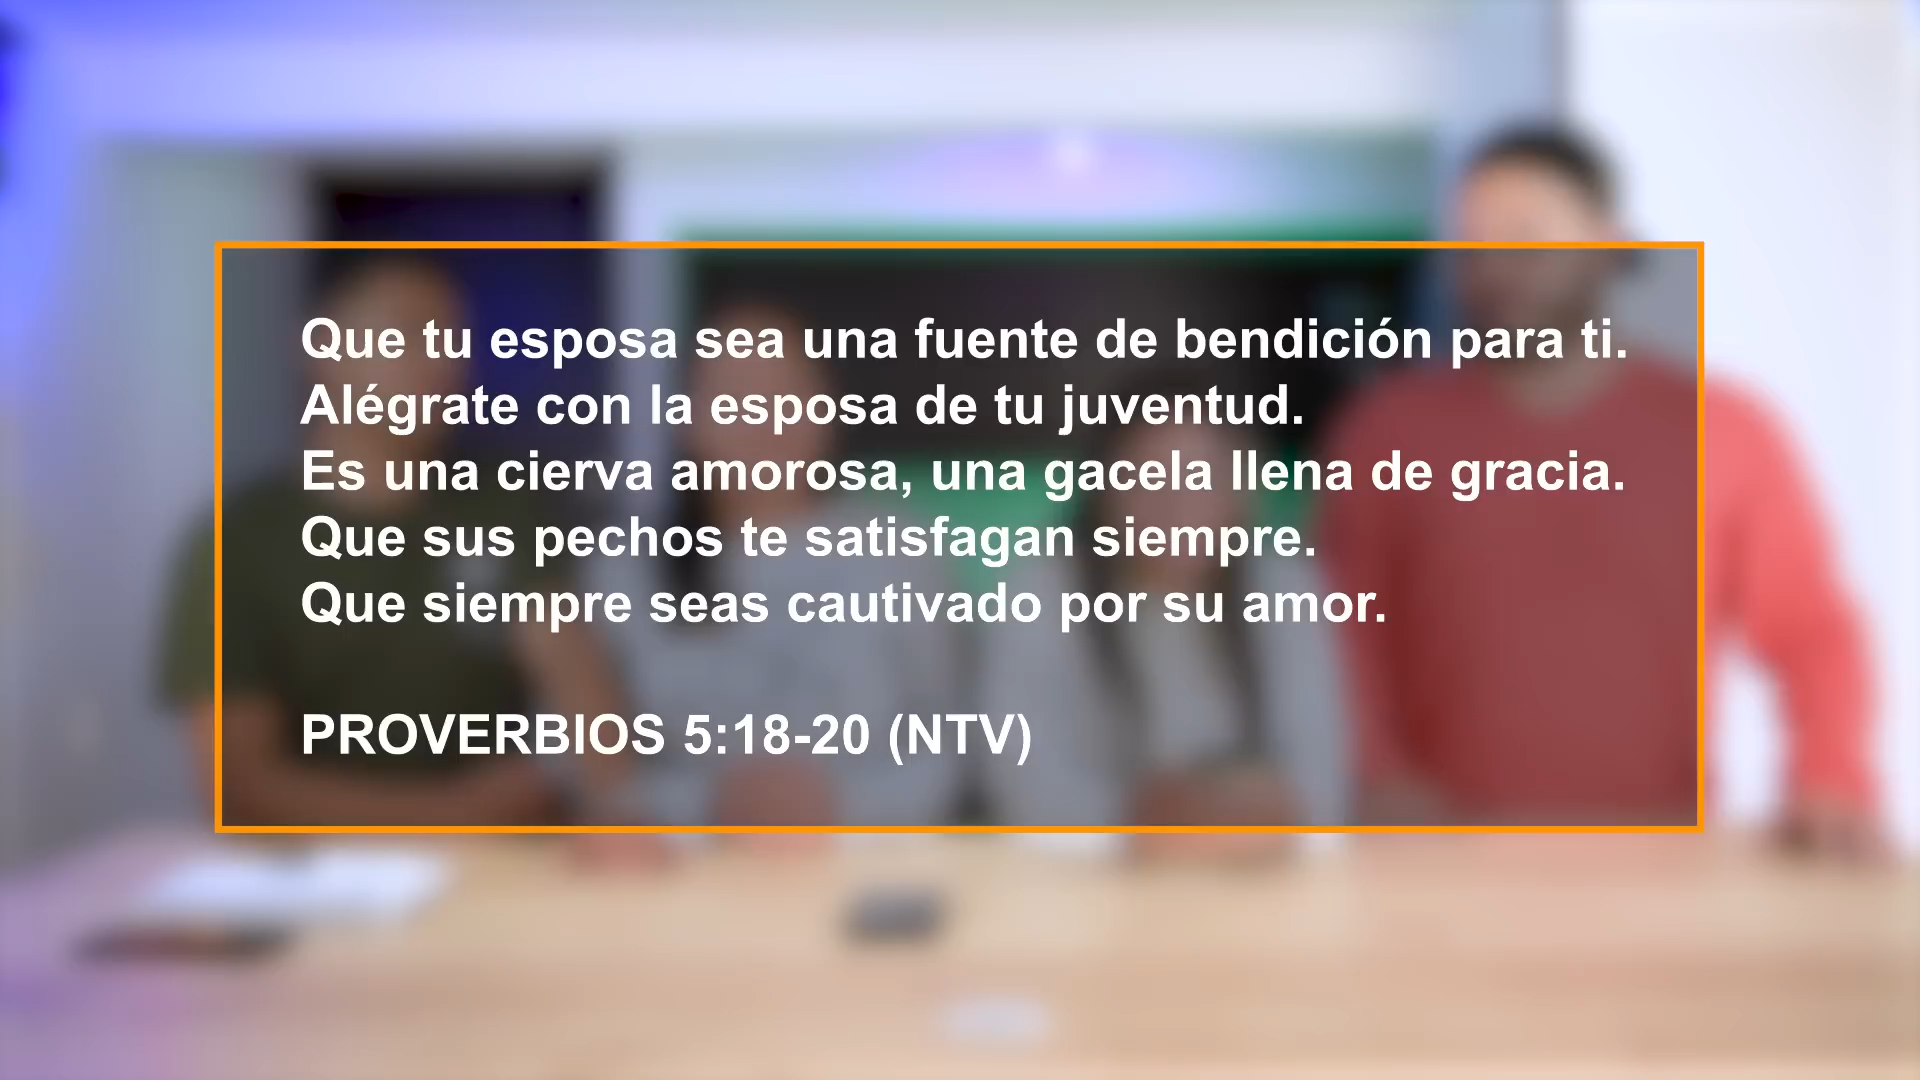 Que tu esposa sea una fuente de bendición para ti.
Alégrate con la esposa de tu juventud.
Es una cierva amorosa, una gacela llena de gracia.
Que sus pechos te satisfagan siempre.
Que siempre seas cautivado por su amor.
PROVERBIOS 5:18-20 (NTV)